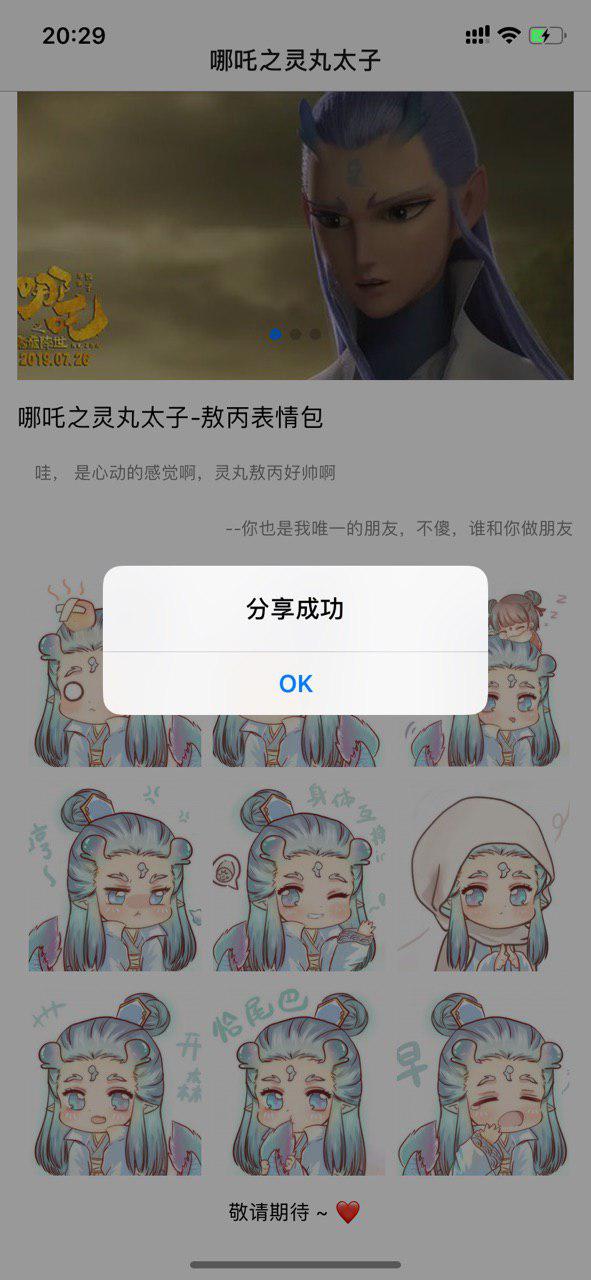 20:29
哪吒之灵丸太子
哪吒
之
2019.07.26
哪吒之灵丸太子-敖丙表情包
哇， 是心动的感觉啊，灵丸敖丙好帅啊
--你也是我唯一的朋友，不傻，谁和你做朋友
分享成功
OK
z
z
哼
身体互换
开森
恰尾巴
早
敬请期待 ~ ❤️